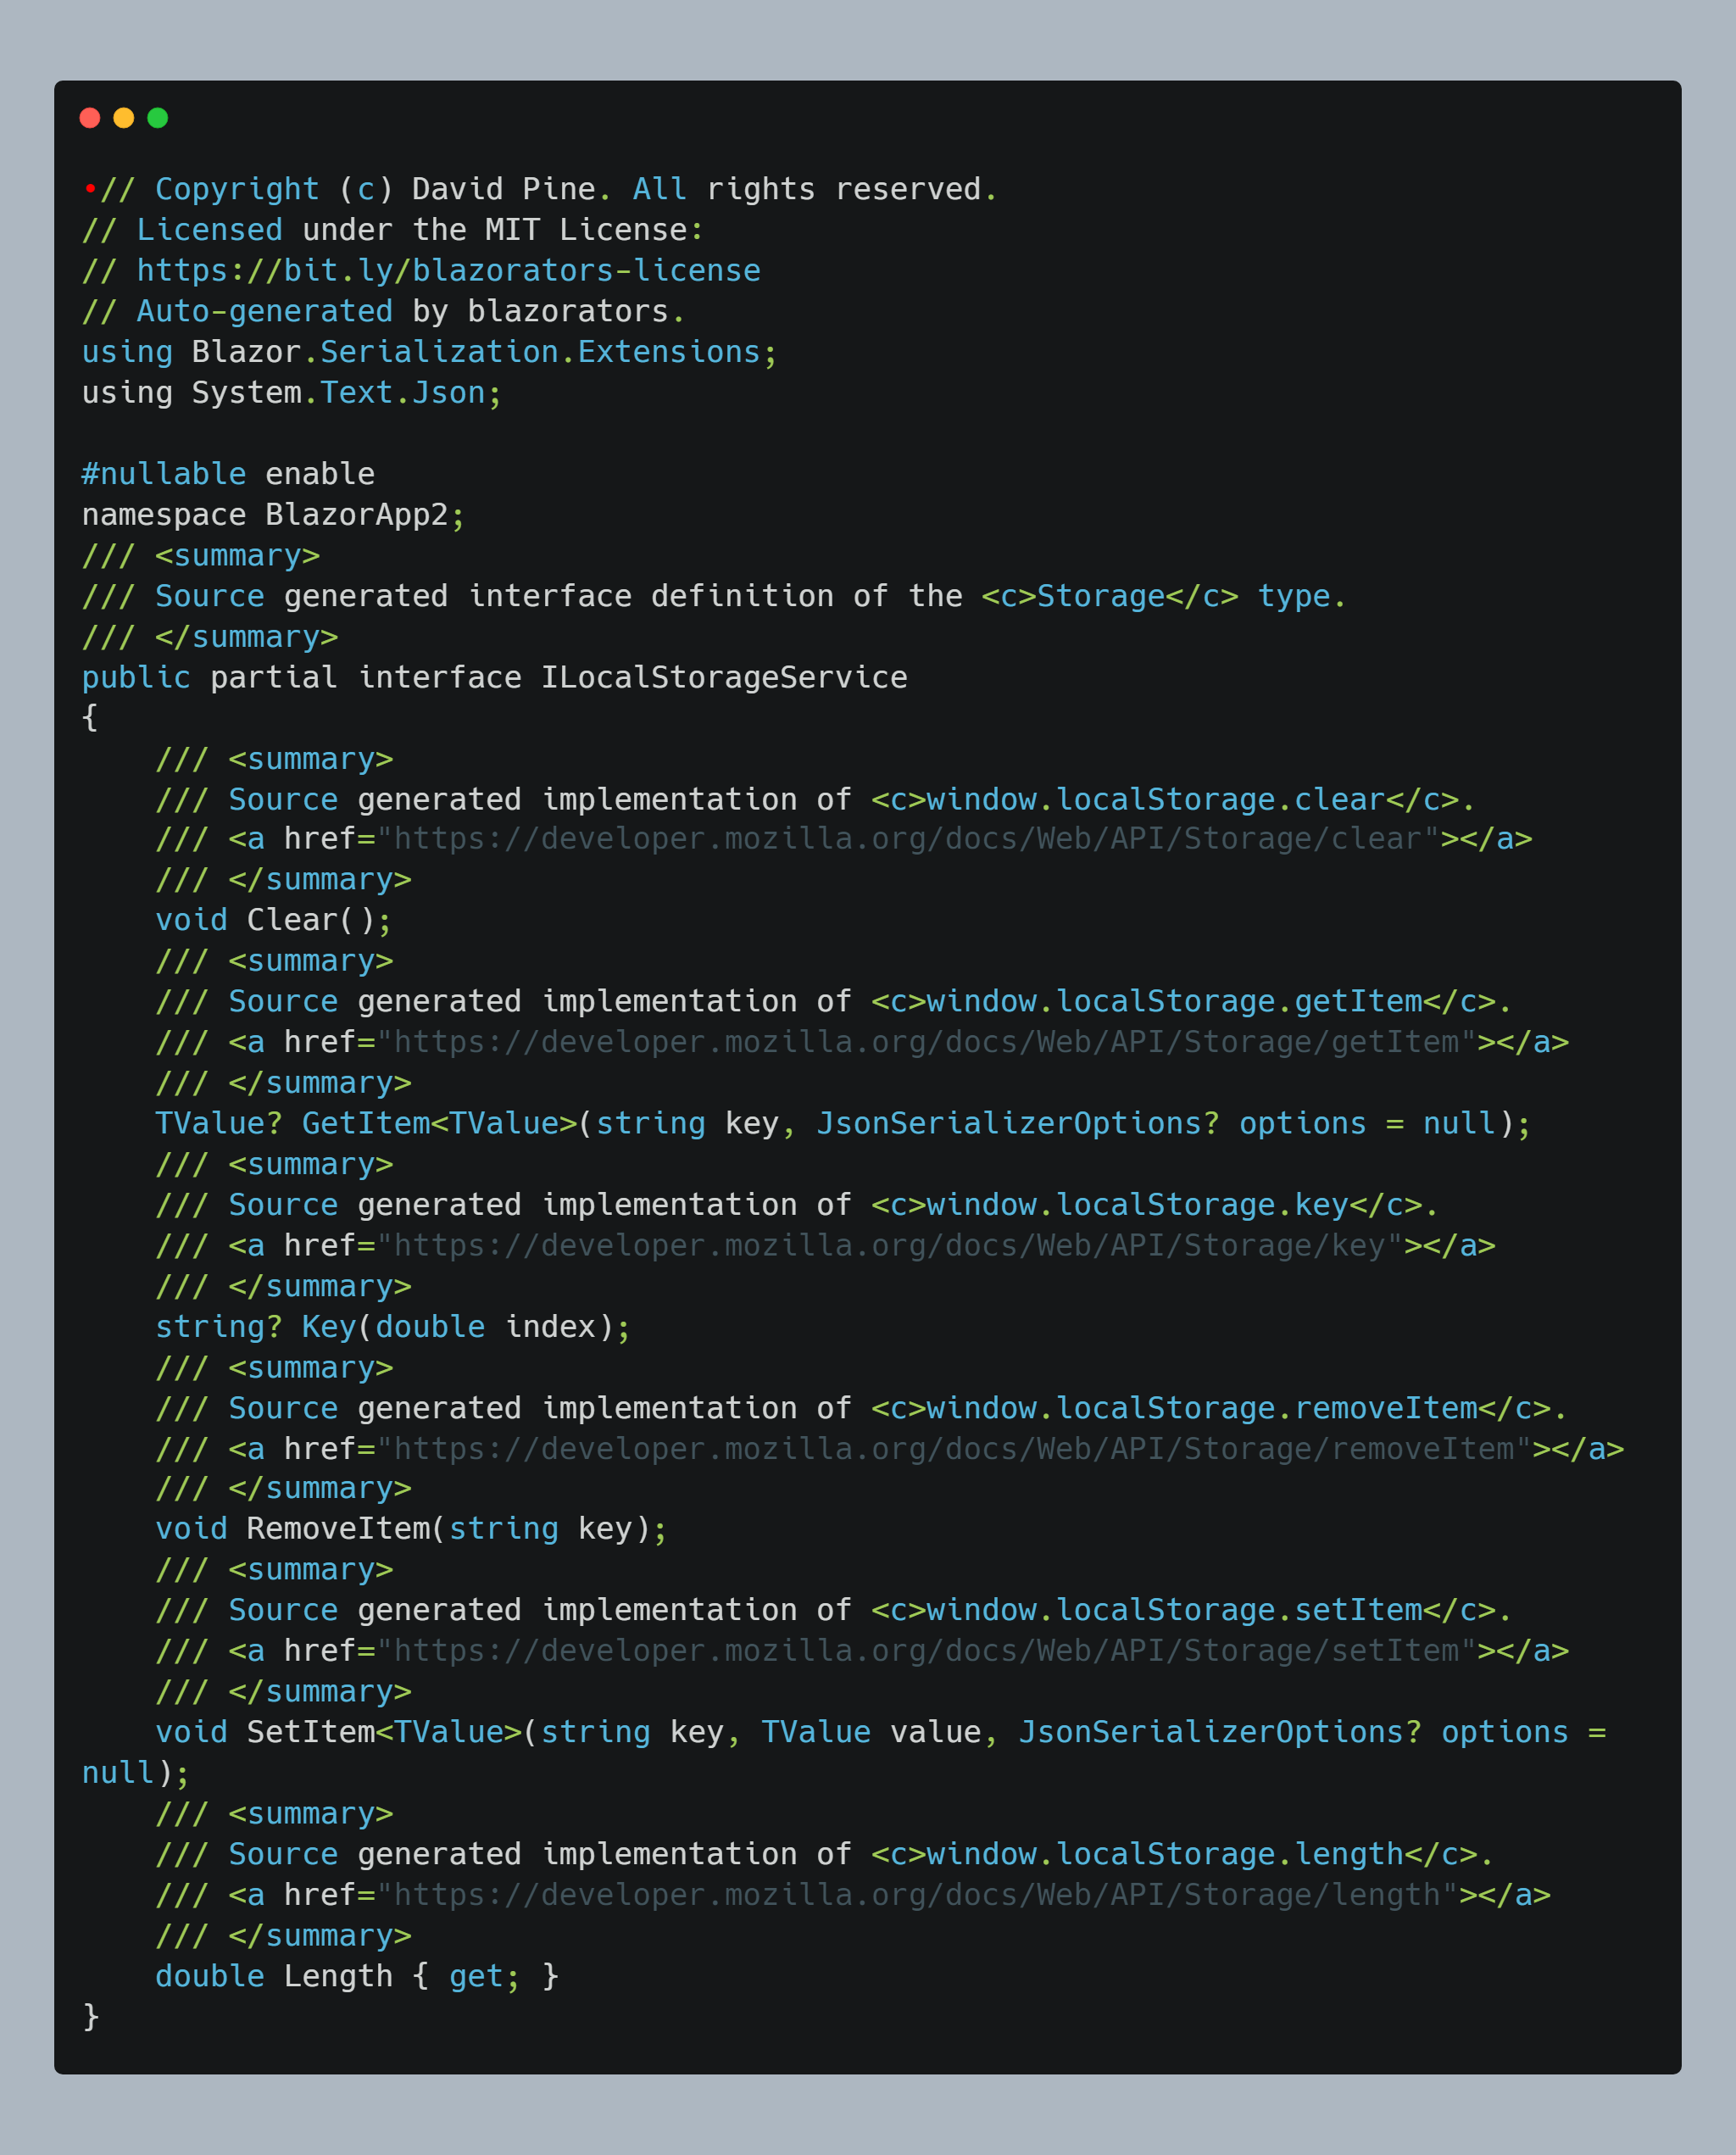 •// Copyright (c) David Pine. All rights reserved.
// Licensed under the MIT License:
// https://bit.ly/blazorators-license
// Auto-generated by blazorators.
using Blazor.Serialization.Extensions;
using System.Text.Json;

#nullable enable
namespace BlazorApp2;
/// <summary>
/// Source generated interface definition of the <c>Storage</c> type.
/// </summary>
public partial interface ILocalStorageService
{
    /// <summary>
    /// Source generated implementation of <c>window.localStorage.clear</c>.
    /// <a href="https://developer.mozilla.org/docs/Web/API/Storage/clear"></a>
    /// </summary>
    void Clear();
    /// <summary>
    /// Source generated implementation of <c>window.localStorage.getItem</c>.
    /// <a href="https://developer.mozilla.org/docs/Web/API/Storage/getItem"></a>
    /// </summary>
    TValue? GetItem<TValue>(string key, JsonSerializerOptions? options = null);
    /// <summary>
    /// Source generated implementation of <c>window.localStorage.key</c>.
    /// <a href="https://developer.mozilla.org/docs/Web/API/Storage/key"></a>
    /// </summary>
    string? Key(double index);
    /// <summary>
    /// Source generated implementation of <c>window.localStorage.removeItem</c>.
    /// <a href="https://developer.mozilla.org/docs/Web/API/Storage/removeItem"></a>
    /// </summary>
    void RemoveItem(string key);
    /// <summary>
    /// Source generated implementation of <c>window.localStorage.setItem</c>.
    /// <a href="https://developer.mozilla.org/docs/Web/API/Storage/setItem"></a>
    /// </summary>
    void SetItem<TValue>(string key, TValue value, JsonSerializerOptions? options =
null);
    /// <summary>
    /// Source generated implementation of <c>window.localStorage.length</c>.
    /// <a href="https://developer.mozilla.org/docs/Web/API/Storage/length"></a>
    /// </summary>
    double Length { get; }
}